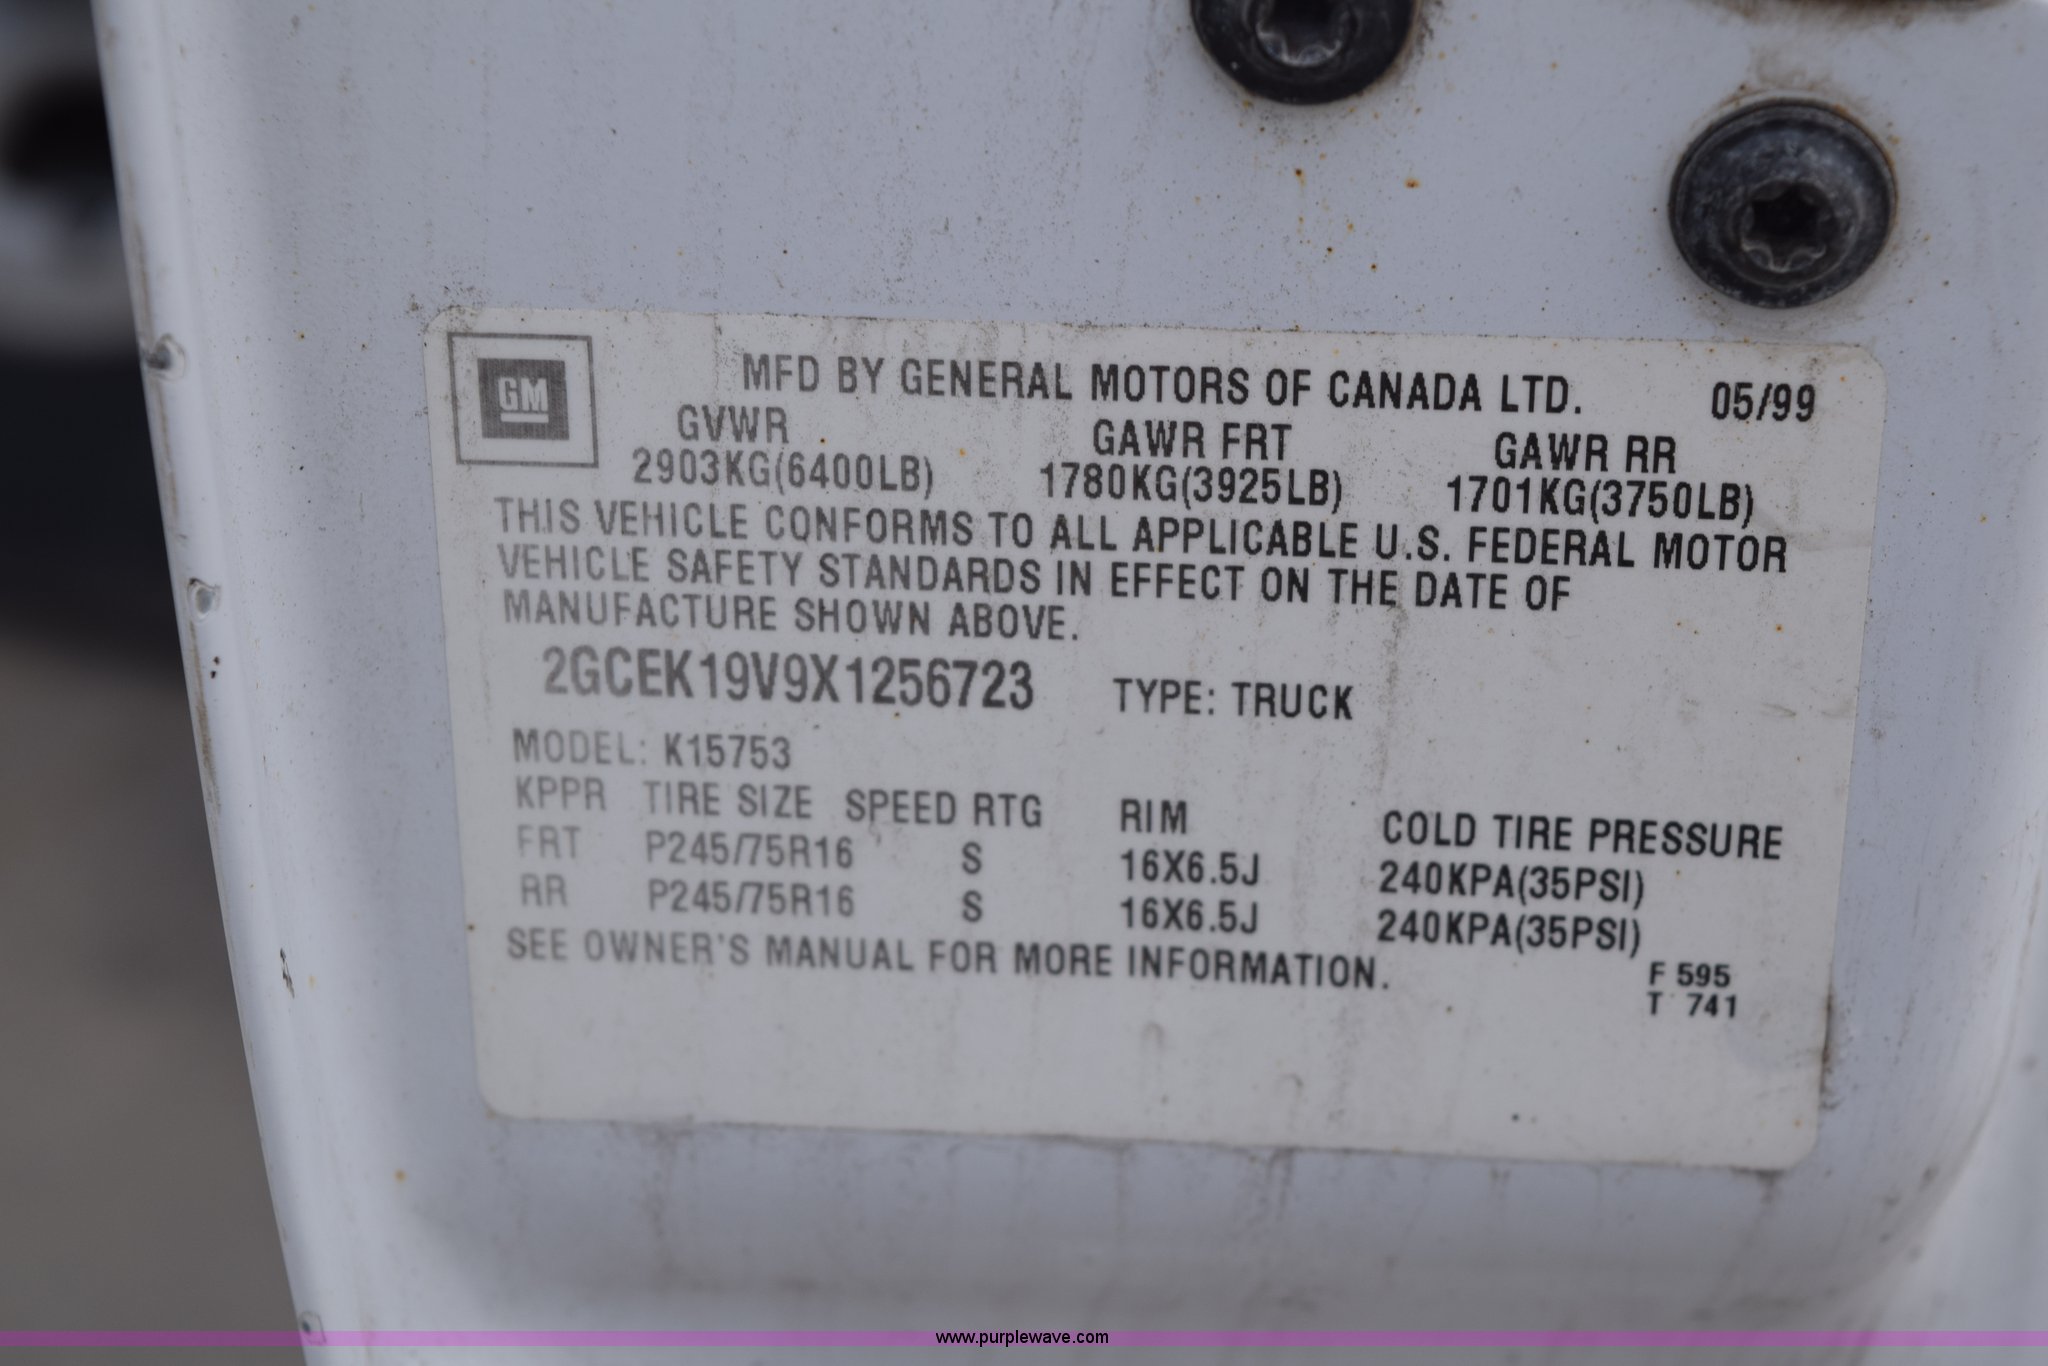 GM
MFD BY GENERAL MOTORS OF CANADA LTD. 05/99
GVWR GAWR FRT GAWR RR
2903KG(6400LB) 1780KG(3925LB) 1701KG(3750LB)
THIS VEHICLE CONFORMS TO ALL APPLICABLE U.S. FEDERAL MOTOR
VEHICLE SAFETY STANDARDS IN EFFECT ON THE DATE OF
MANUFACTURE SHOWN ABOVE.
2GCEK19V9X1256723 TYPE: TRUCK
MODEL: K15753
KPPR TIRE SIZE SPEED RTG RIM COLD TIRE PRESSURE
FRT P245/75R16 S 16X6.5J 240KPA(35PSI)
RR P245/75R16 S 16X6.5J 240KPA(35PSI)
SEE OWNER'S MANUAL FOR MORE INFORMATION.
F 595
T 741
www.purplewave.com